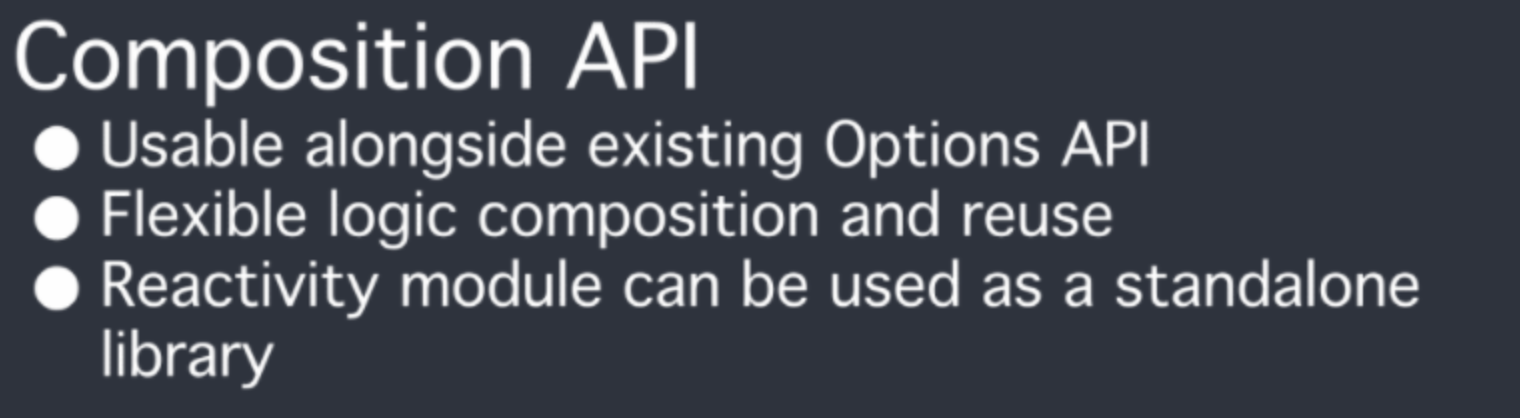 Composition API
● Usable alongside existing Options API
● Flexible logic composition and reuse
● Reactivity module can be used as a standalone
library